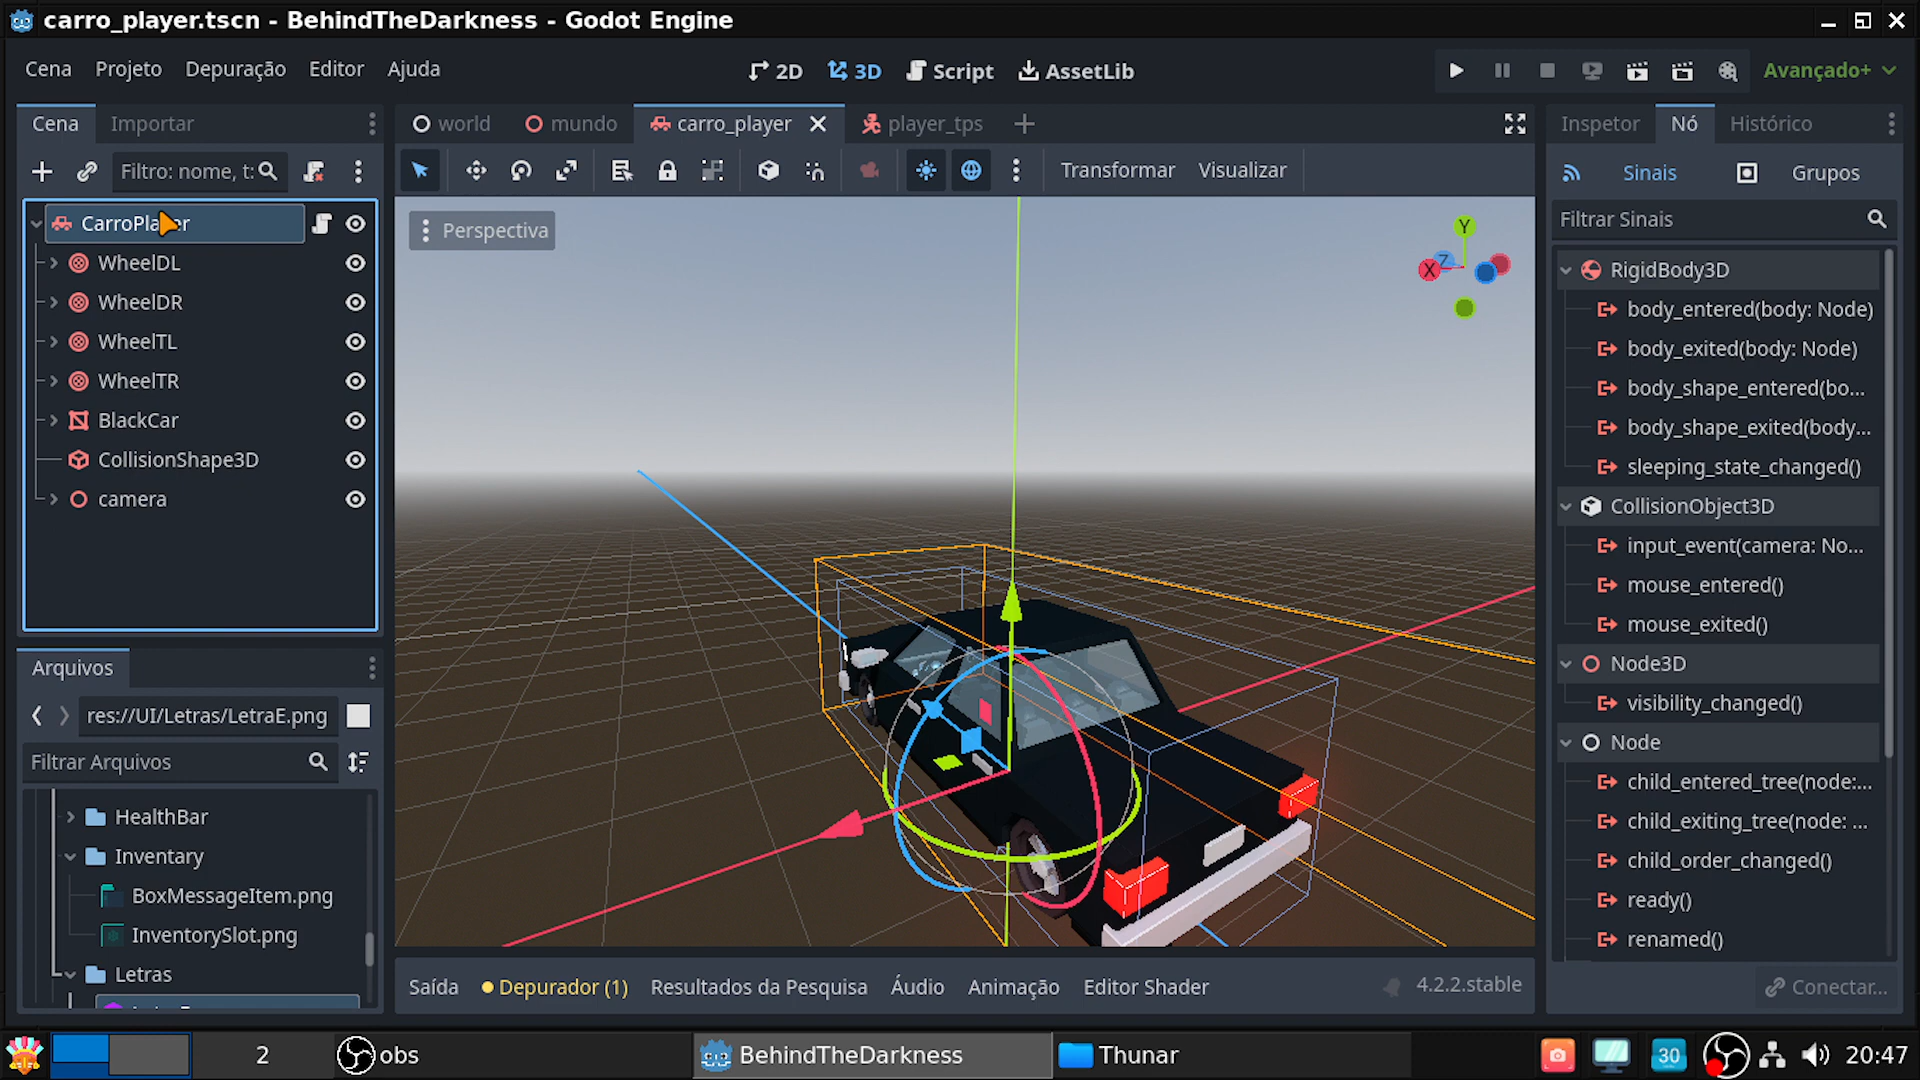 carro_player.tscn - BehindTheDarkness - Godot Engine
Cena Projeto Depuração Editor Ajuda
2D 3D Script AssetLib
Avançado+
Cena Importar
world mundo carro_player player_tps
Inspetor Nó Histórico
Filtro: nome, t:
Transformar Visualizar
Sinais Grupos
Filtrar Sinais
CarroPlayer
WheelDL
WheelDR
WheelTL
WheelTR
BlackCar
CollisionShape3D
camera
Perspectiva
Y
Z
X
RigidBody3D
body_entered(body: Node)
body_exited(body: Node)
body_shape_entered(bo...
body_shape_exited(body...
sleeping_state_changed()
CollisionObject3D
input_event(camera: No...
mouse_entered()
mouse_exited()
Node3D
visibility_changed()
Node
child_entered_tree(node:...
child_exiting_tree(node: ...
child_order_changed()
ready()
renamed()
Conectar...
Arquivos
res://UI/Letras/LetraE.png
Filtrar Arquivos
HealthBar
Inventary
BoxMessageItem.png
InventorySlot.png
Letras
Saída Depurador (1) Resultados da Pesquisa Áudio Animação Editor Shader 4.2.2.stable
2 obs BehindTheDarkness Thunar 30 20:47